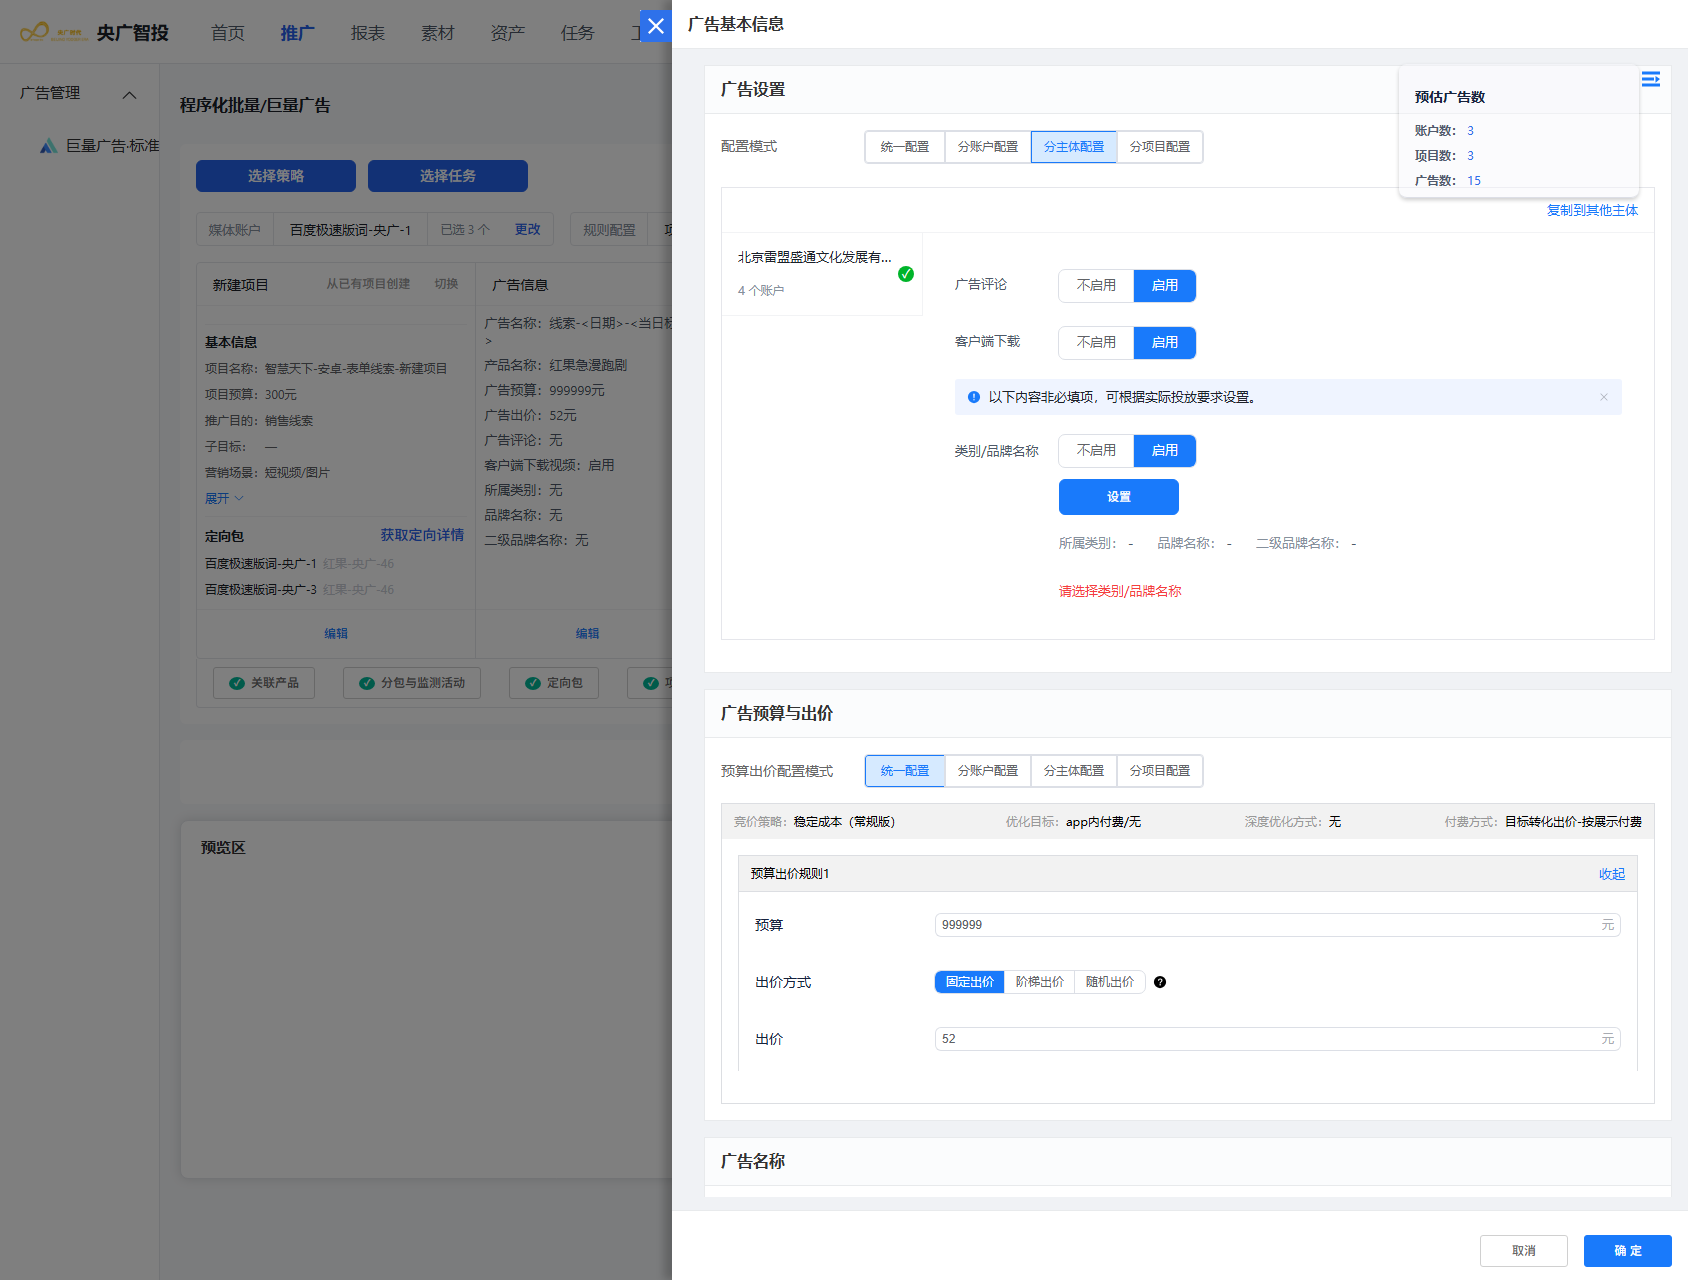 央广智投
首页
推广
报表
素材
资产
任务
广告管理
巨量广告·标准
程序化批量/巨量广告
选择策略
选择任务
媒体账户
百度极速版词-央广-1
已选 3 个
更改
规则配置
新建项目
从已有项目创建
切换
广告信息
基本信息
项目名称：智慧天下-安卓-表单线索-新建项目
项目预算：300元
推广目的：销售线索
子目标：—
营销场景：短视频/图片
展开
定向包
获取定向详情
百度极速版词-央广-1 红果-央广-46
百度极速版词-央广-3 红果-央广-46
编辑
广告名称：线索-<日期>-<当日标
>
产品名称：红果急漫跑剧
广告预算：999999元
广告出价：52元
广告评论：无
客户端下载视频：启用
所属类别：无
品牌名称：无
二级品牌名称：无
编辑
关联产品
分包与监测活动
定向包
预览区
广告基本信息
广告设置
预估广告数
账户数：3
项目数：3
广告数：15
配置模式
统一配置
分账户配置
分主体配置
分项目配置
复制到其他主体
北京雷盟盛通文化发展有...
4 个账户
广告评论
不启用
启用
客户端下载
不启用
启用
以下内容非必填项，可根据实际投放要求设置。
类别/品牌名称
不启用
启用
设置
所属类别：-
品牌名称：-
二级品牌名称：-
请选择类别/品牌名称
广告预算与出价
预算出价配置模式
统一配置
分账户配置
分主体配置
分项目配置
竞价策略：稳定成本（常规版）
优化目标：app内付费/无
深度优化方式：无
付费方式：目标转化出价-按展示付费
预算出价规则1
收起
预算
999999
元
出价方式
固定出价
阶梯出价
随机出价
出价
52
元
广告名称
取消
确 定